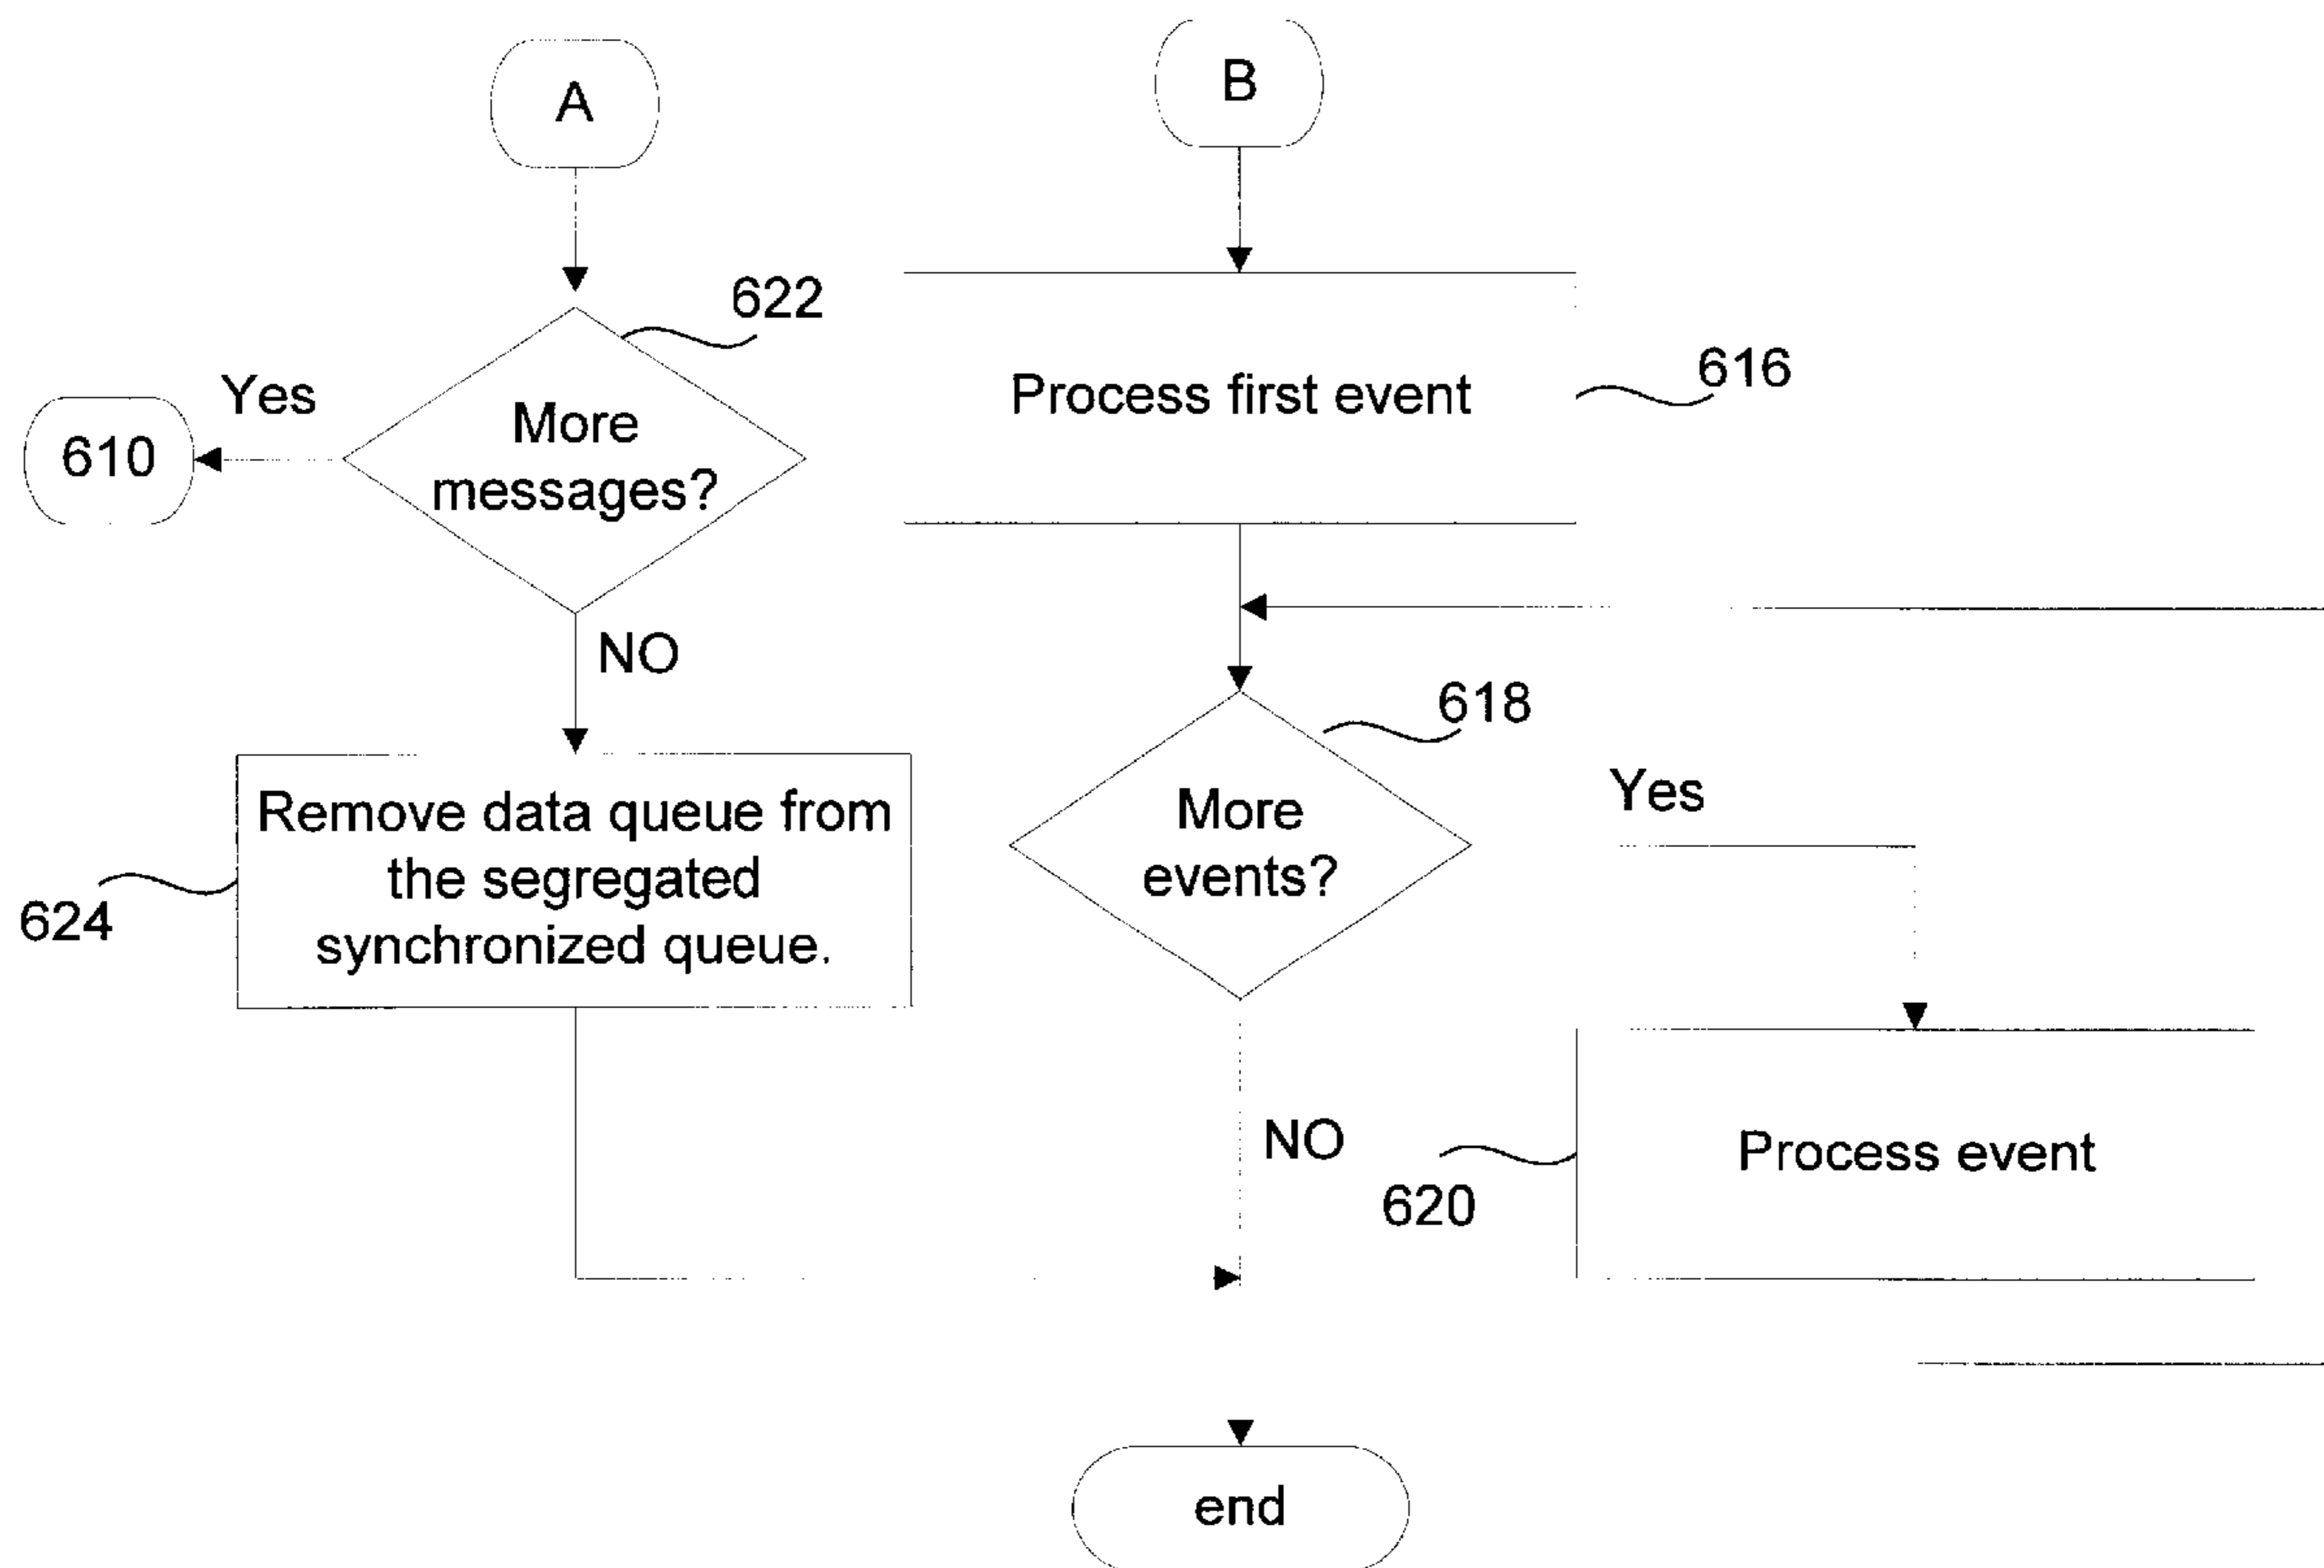 A
B
622
616
Yes
610
More
messages?
Process first event
NO
618
Yes
Remove data queue from
the segregated
synchronized queue.
624
More
events?
NO
620
Process event
end